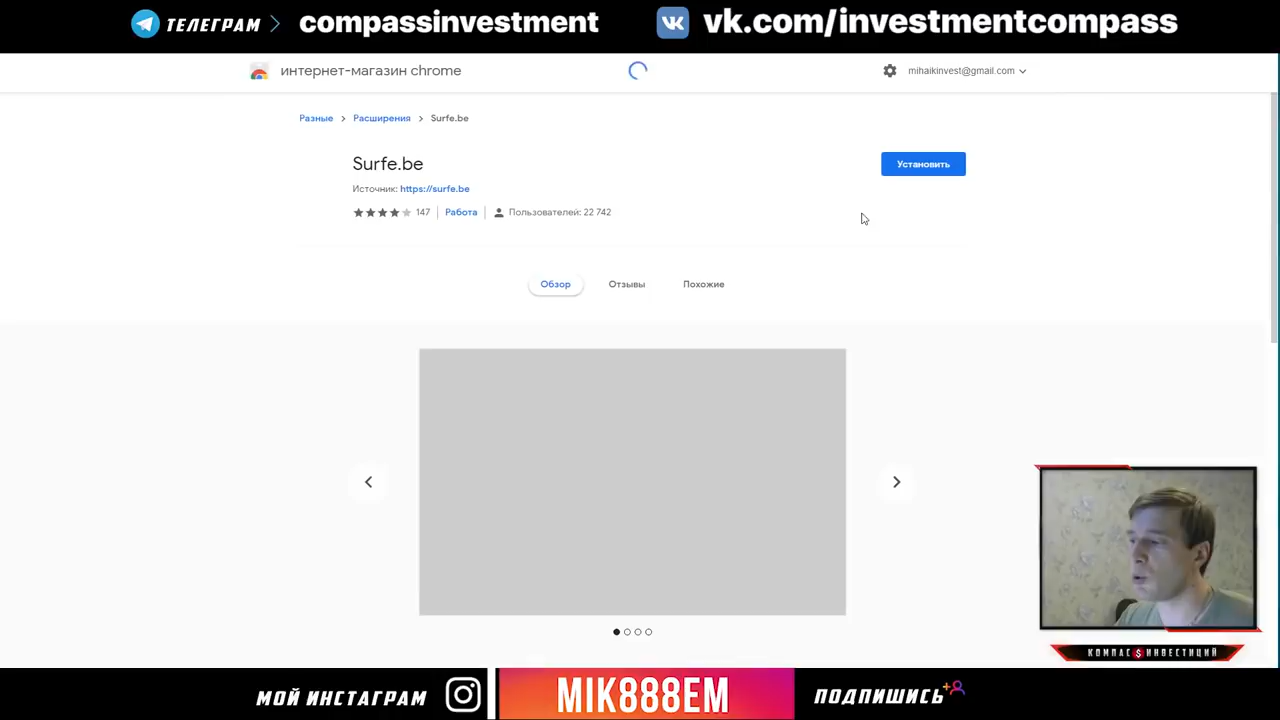 ТЕЛЕГРАМ compassinvestment vk.com/investmentcompass
интернет-магазин chrome mihaikinvest@gmail.com
Разные Расширения Surfe.be
Surfe.be Установить
Источник: https://surfe.be
147 Работа Пользователей: 22 742
Обзор Отзывы Похожие
КОМПАС $ ИНВЕСТИЦИЙ
МОЙ ИНСТАГРАМ MIK888EM ПОДПИШИСЬ